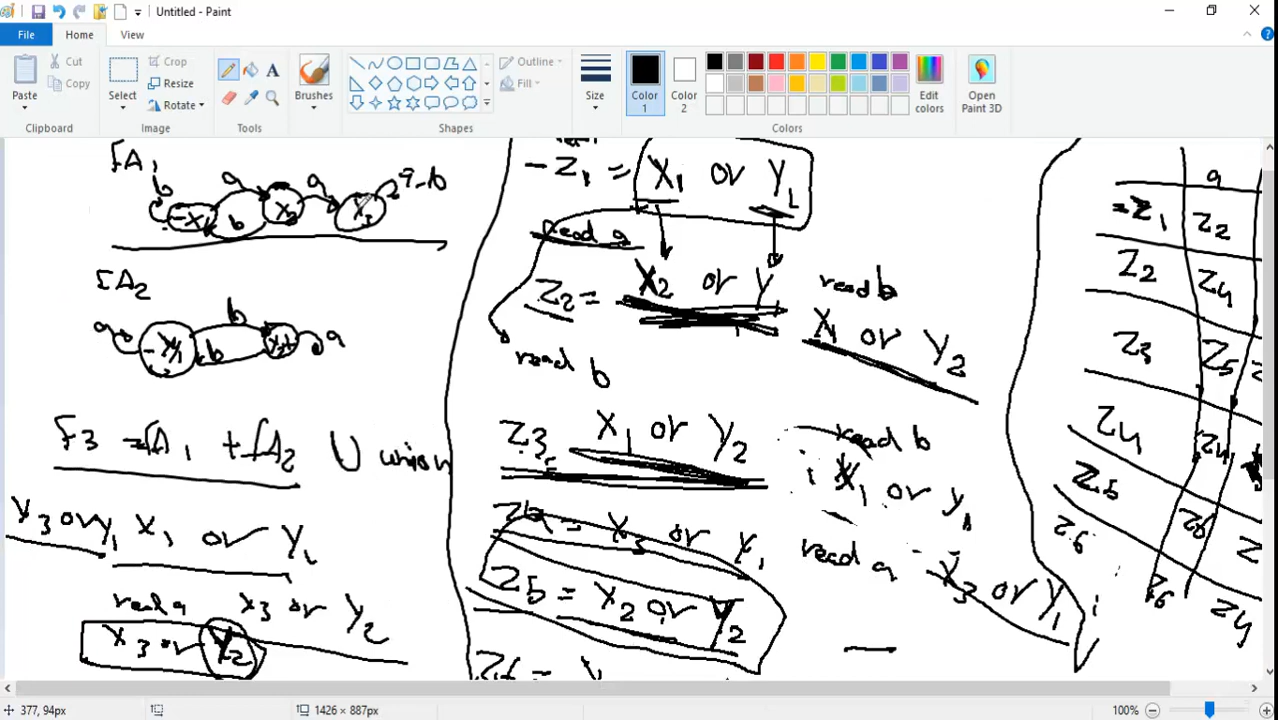 Untitled - Paint
File
Home
View
Paste
Cut
Copy
Clipboard
Select
Crop
Resize
Rotate
Image
Tools
Brushes
Shapes
Outline
Fill
Size
Color 1
Color 2
Edit colors
Open Paint 3D
Colors
FA1
b
a
a
b
X2
FA2
a
b
b
a
F3 = FA1 + FA2 U union
Y3 or Y1 X1 or Y1
read a X3 or Y2
X3 or Y2
- Z1 = X1 or Y1
read a
Z2 = X2 or Y
read b
X1 or Y2
read b
Z3 X1 or Y2
read b
X1 or Y1
Z4 = X3 or Y1
read a X3 or Y1
Z5 = X2 or Y2
a
Z1 Z2
Z2 Z4
Z3 Z5
Z4 Z4
Z5 Z6
Z6 Z6 Z4
377, 94px
1426 × 887px
100%